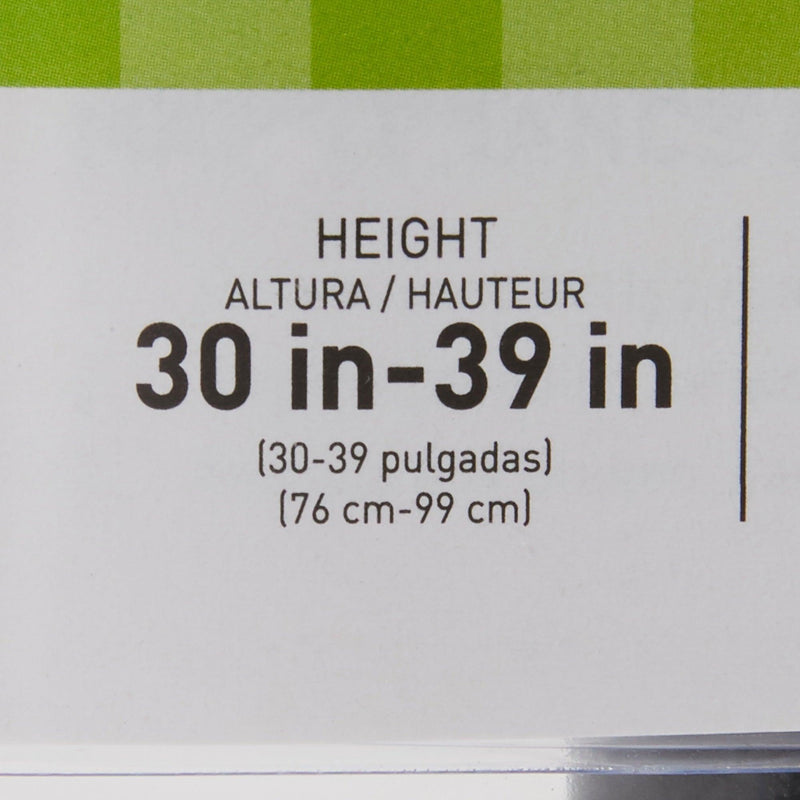 HEIGHT
ALTURA / HAUTEUR
30 in-39 in
(30-39 pulgadas)
(76 cm-99 cm)